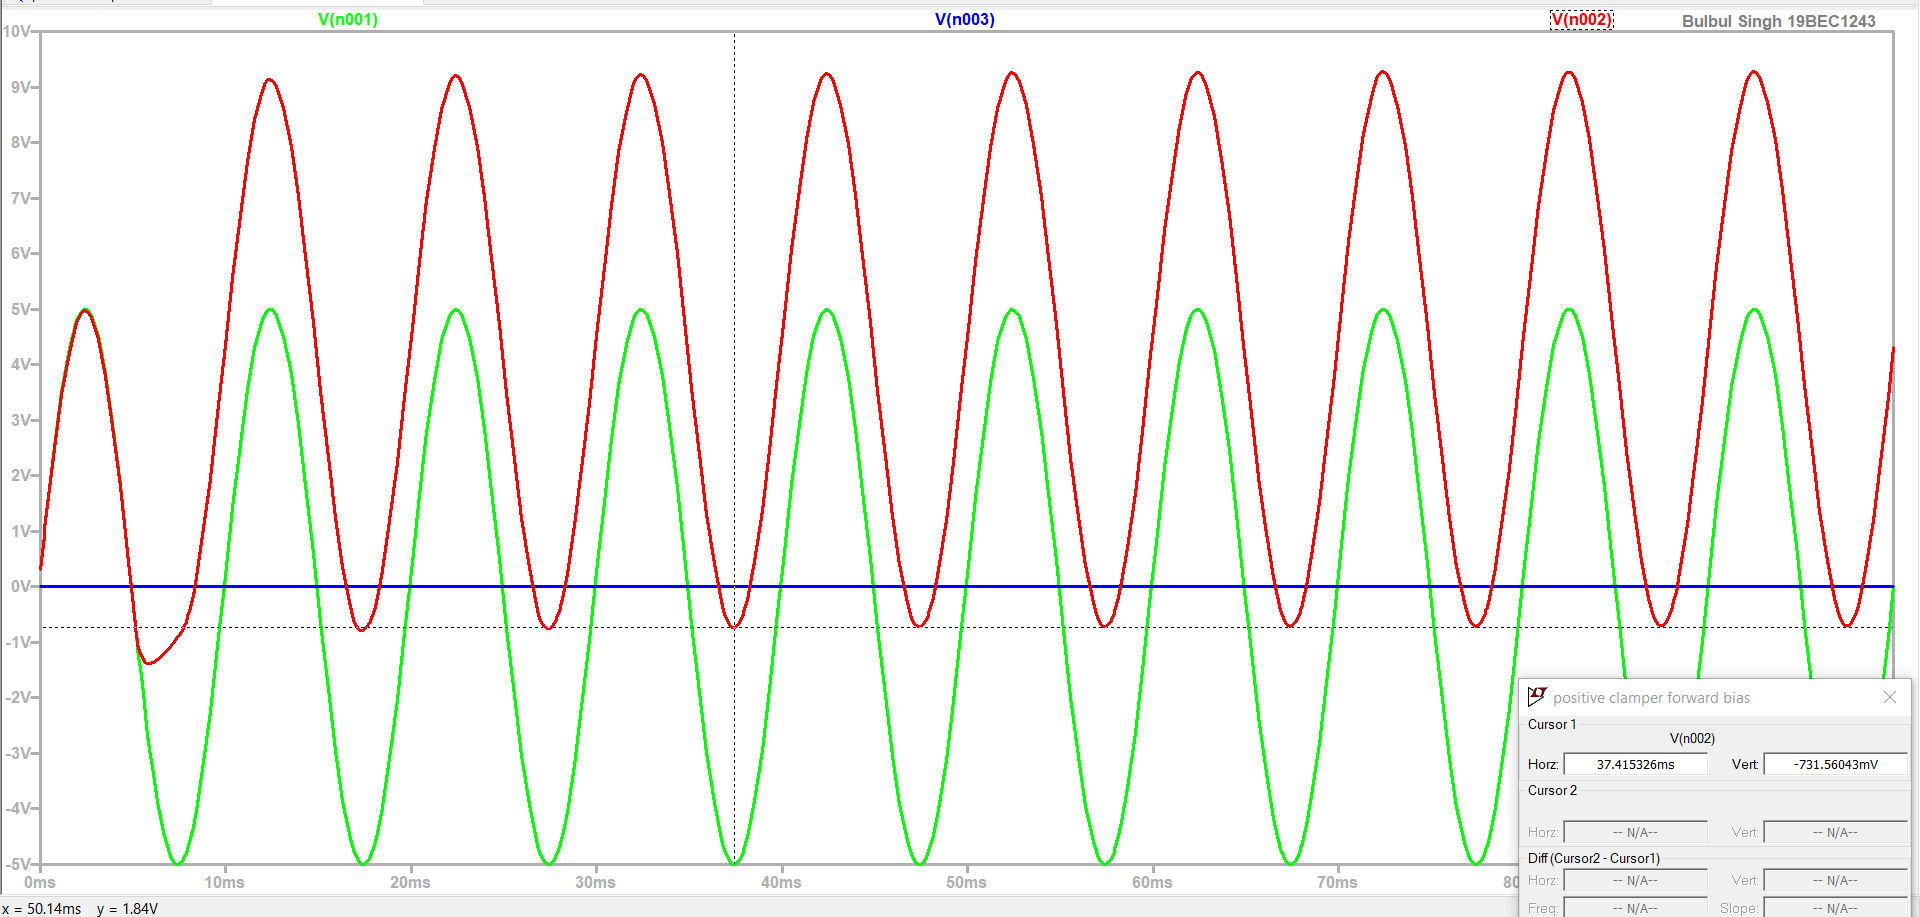 V(n001) V(n003) V(n002) Bulbul Singh 19BEC1243
10V
9V
8V
7V
6V
5V
4V
3V
2V
1V
0V
-1V
-2V
-3V
-4V
-5V
0ms 10ms 20ms 30ms 40ms 50ms 60ms 70ms 80
positive clamper forward bias
Cursor 1
V(n002)
Horz: 37.415326ms Vert: -731.56043mV
Cursor 2
Horz: -- N/A-- Vert: -- N/A--
Diff (Cursor2 - Cursor1)
Horz: -- N/A-- Vert: -- N/A--
Freq: -- N/A-- Slope: -- N/A--
x = 50.14ms y = 1.84V